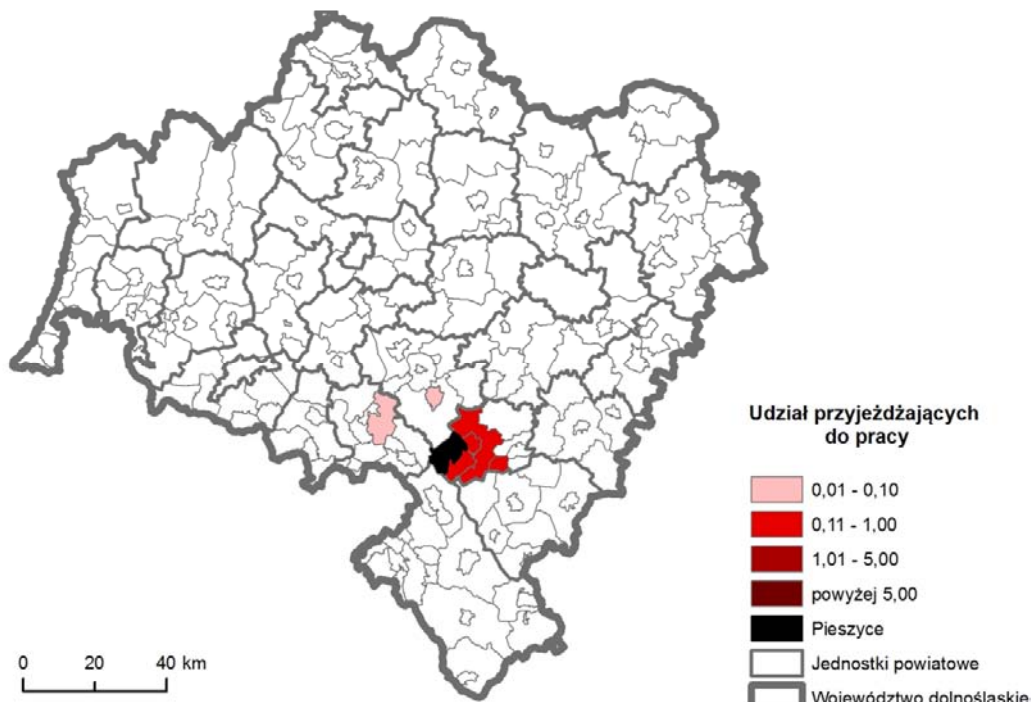 Udział przyjeżdżających
do pracy
0,01 - 0,10
0,11 - 1,00
1,01 - 5,00
powyżej 5,00
Pieszyce
Jednostki powiatowe
Województwo dolnośląskie
0 20 40 km